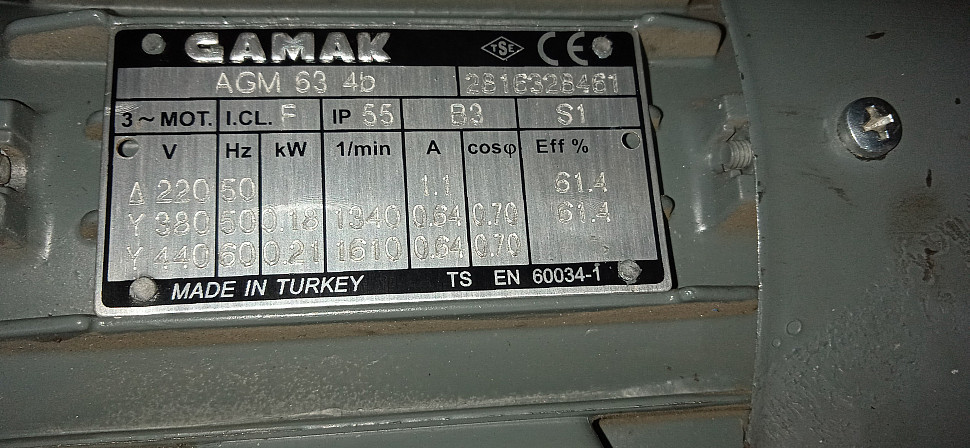 GAMAK TSE CE
AGM 63 4b 2816328461
3~ MOT. I.CL. F IP 55 B3 S1
V Hz kW 1/min A cosφ Eff %
Δ 220 50 1.1 61.4
Y 380 50 0.18 1340 0.64 0.70 61.4
Y 440 60 0.21 1610 0.64 0.70
MADE IN TURKEY TS EN 60034-1